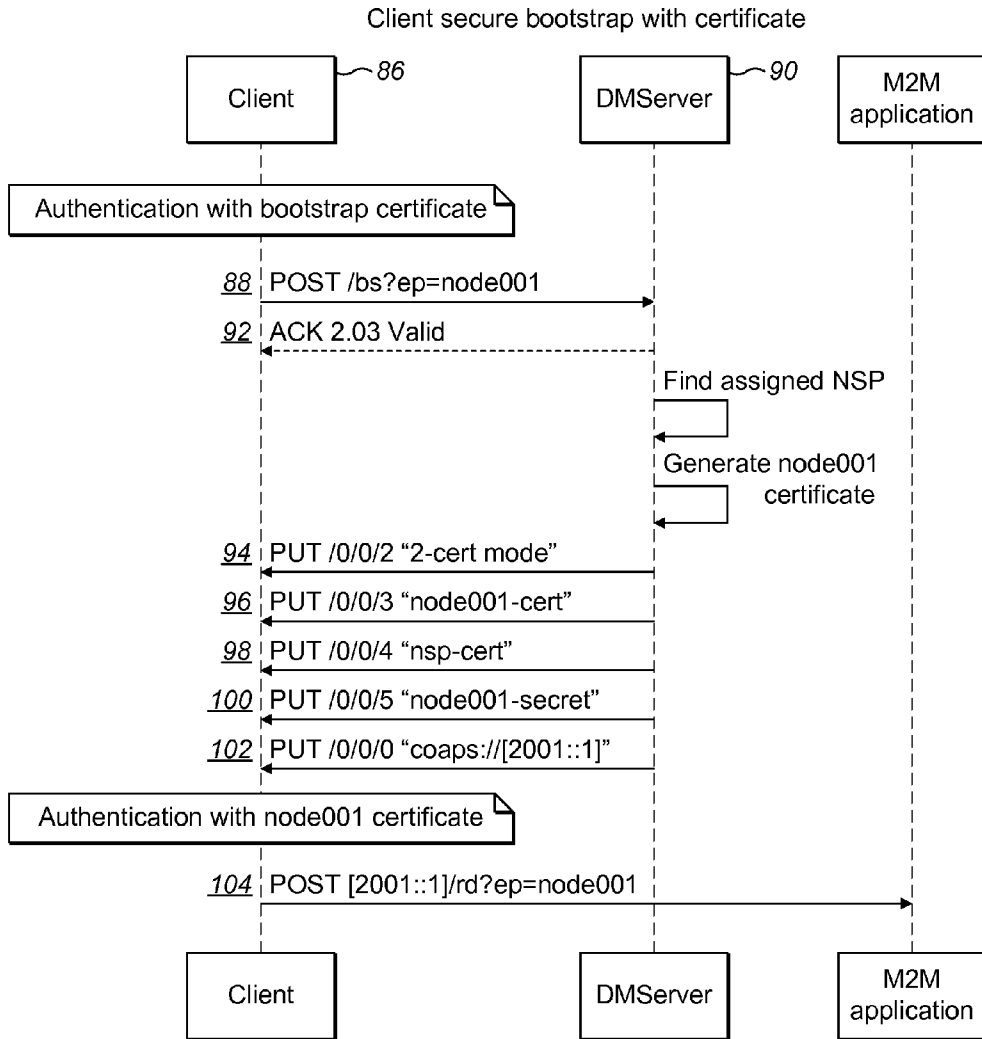 Client secure bootstrap with certificate
86
90
Client
DMServer
M2M
application
Authentication with bootstrap certificate
88 POST /bs?ep=node001
92 ACK 2.03 Valid
Find assigned NSP
Generate node001
certificate
94 PUT /0/0/2 “2-cert mode”
96 PUT /0/0/3 “node001-cert”
98 PUT /0/0/4 “nsp-cert”
100 PUT /0/0/5 “node001-secret”
102 PUT /0/0/0 “coaps://[2001::1]”
Authentication with node001 certificate
104 POST [2001::1]/rd?ep=node001
Client
DMServer
M2M
application